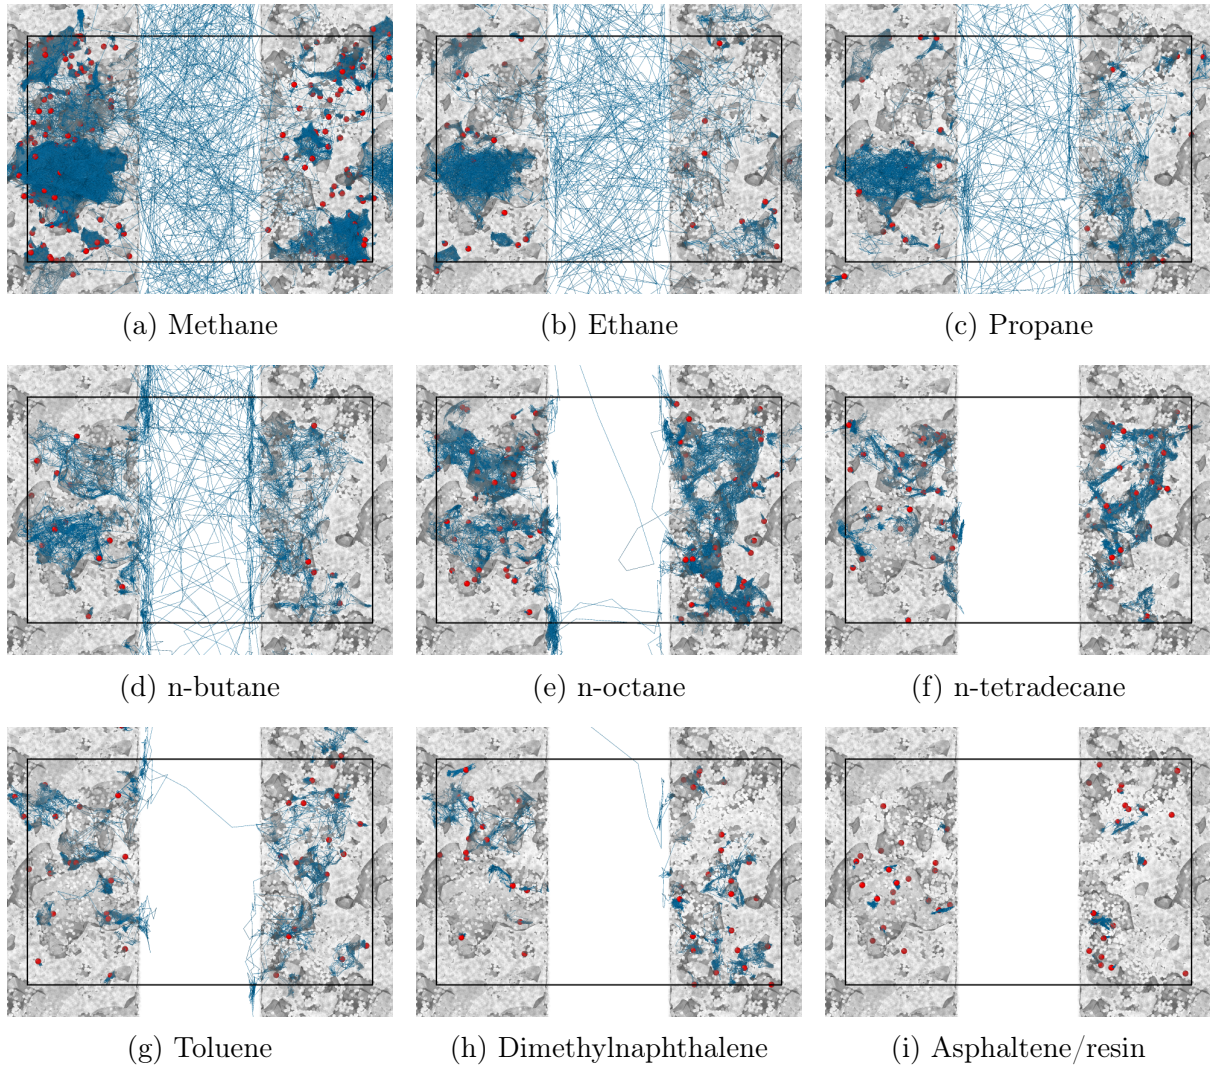 (a) Methane
(b) Ethane
(c) Propane
(d) n-butane
(e) n-octane
(f) n-tetradecane
(g) Toluene
(h) Dimethylnaphthalene
(i) Asphaltene/resin